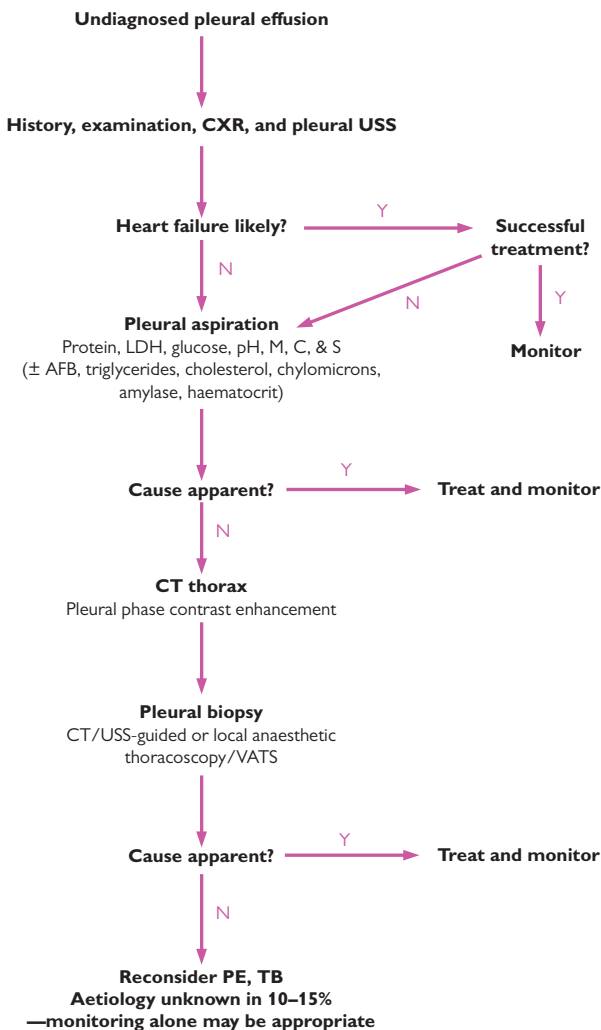 Undiagnosed pleural effusion
History, examination, CXR, and pleural USS
Heart failure likely?
Y
Successful
treatment?
N
N
Y
Pleural aspiration
Protein, LDH, glucose, pH, M, C, & S
(± AFB, triglycerides, cholesterol, chylomicrons,
amylase, haematocrit)
Monitor
Cause apparent?
Y
Treat and monitor
N
CT thorax
Pleural phase contrast enhancement
Pleural biopsy
CT/USS-guided or local anaesthetic
thoracoscopy/VATS
Cause apparent?
Y
Treat and monitor
N
Reconsider PE, TB
Aetiology unknown in 10–15%
—monitoring alone may be appropriate